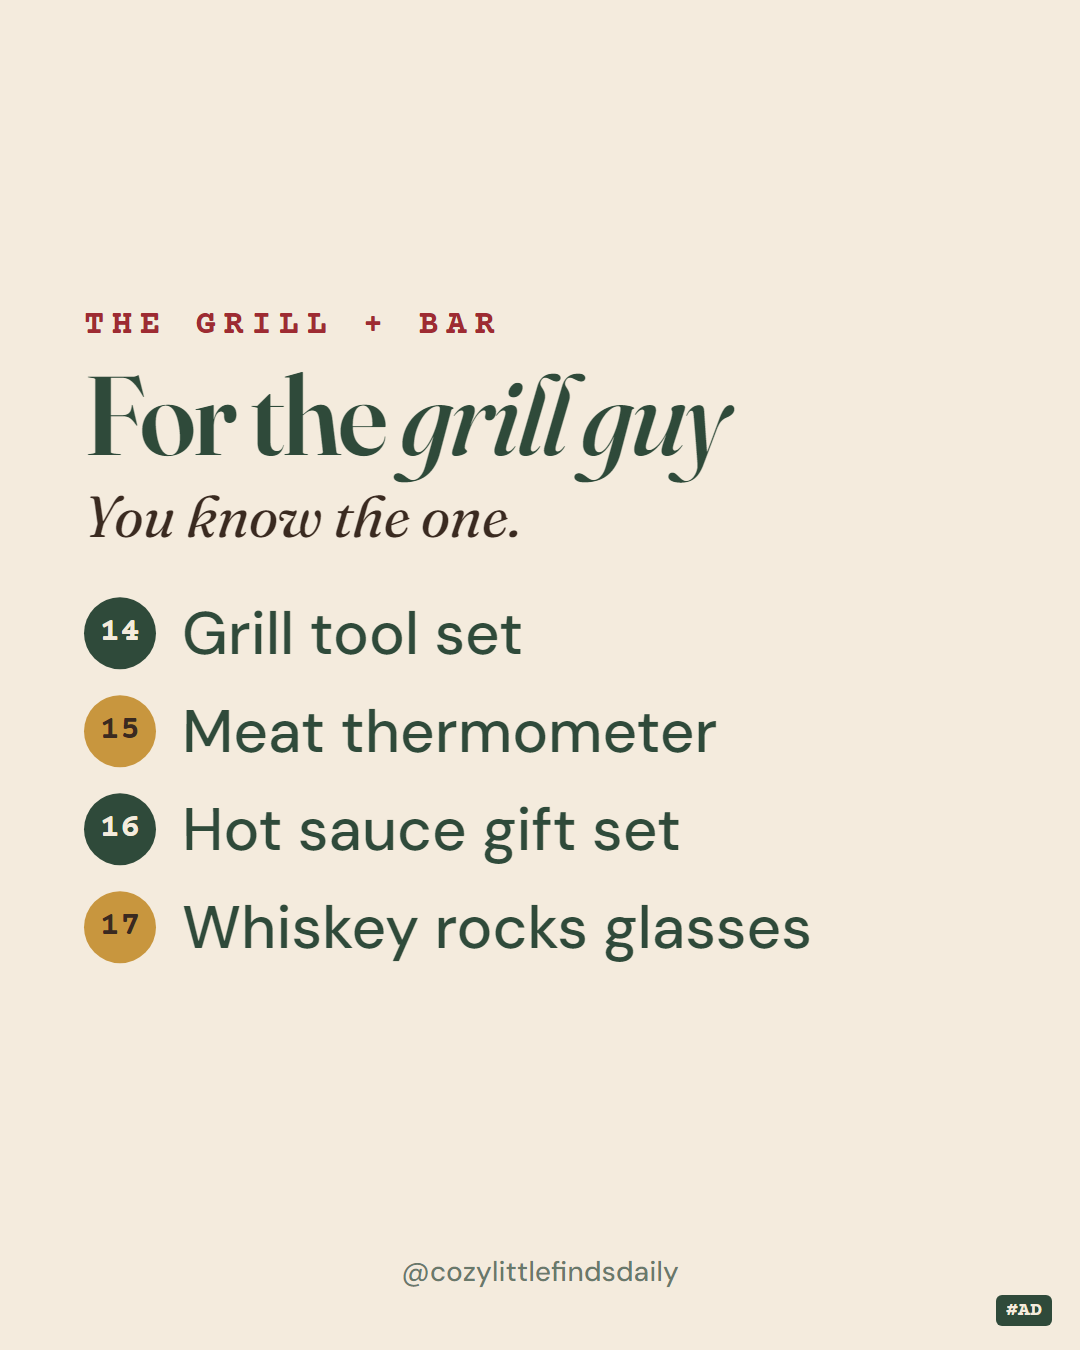 THE GRILL + BAR
For the grill guy
You know the one.
14 Grill tool set
15 Meat thermometer
16 Hot sauce gift set
17 Whiskey rocks glasses
@cozylittlefindsdaily
#AD